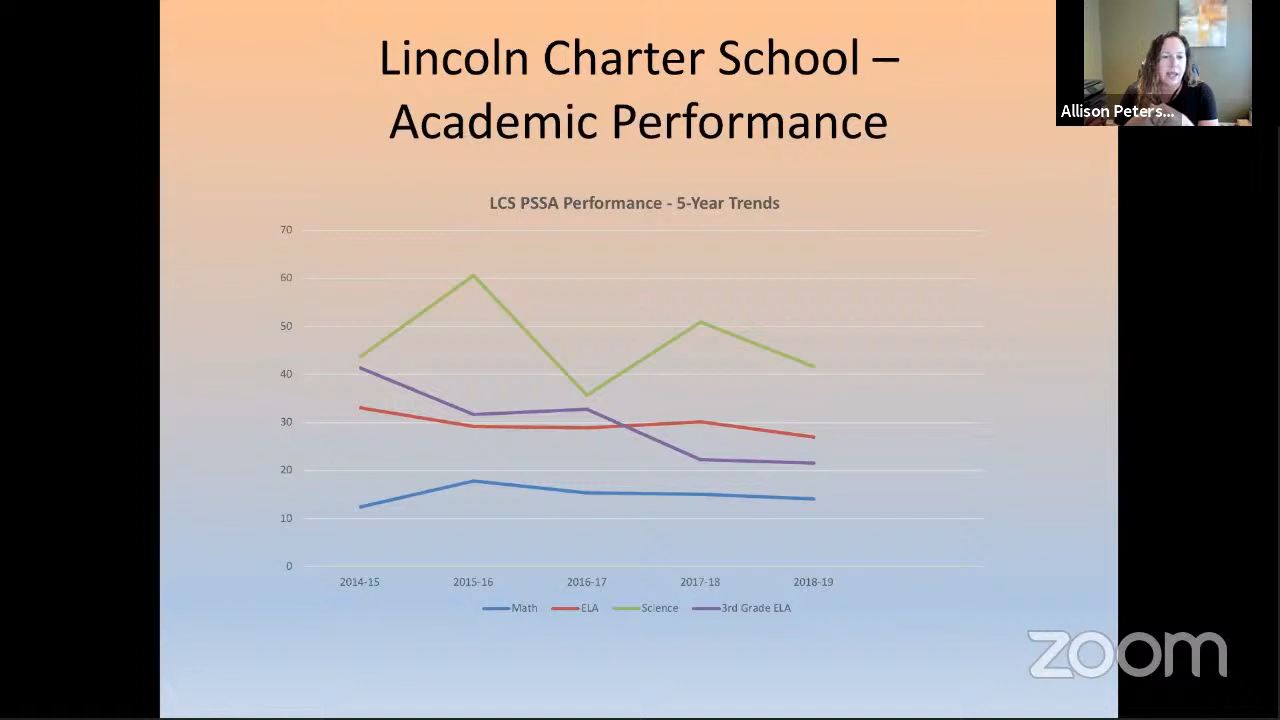 Lincoln Charter School –
Academic Performance
Allison Peters...
LCS PSSA Performance - 5-Year Trends
70
60
50
40
30
20
10
0
2014-15 2015-16 2016-17 2017-18 2018-19
Math ELA Science 3rd Grade ELA
zoom